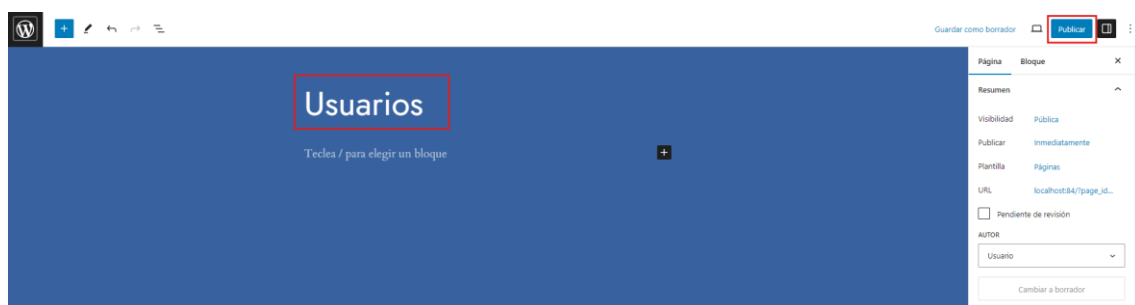 Guardar como borrador
Publicar
Usuarios
Teclea / para elegir un bloque
Página Bloque
Resumen
Visibilidad Pública
Publicar Inmediatamente
Plantilla Páginas
URL localhost:84/?page_id...
Pendiente de revisión
AUTOR
Usuario
Cambiar a borrador